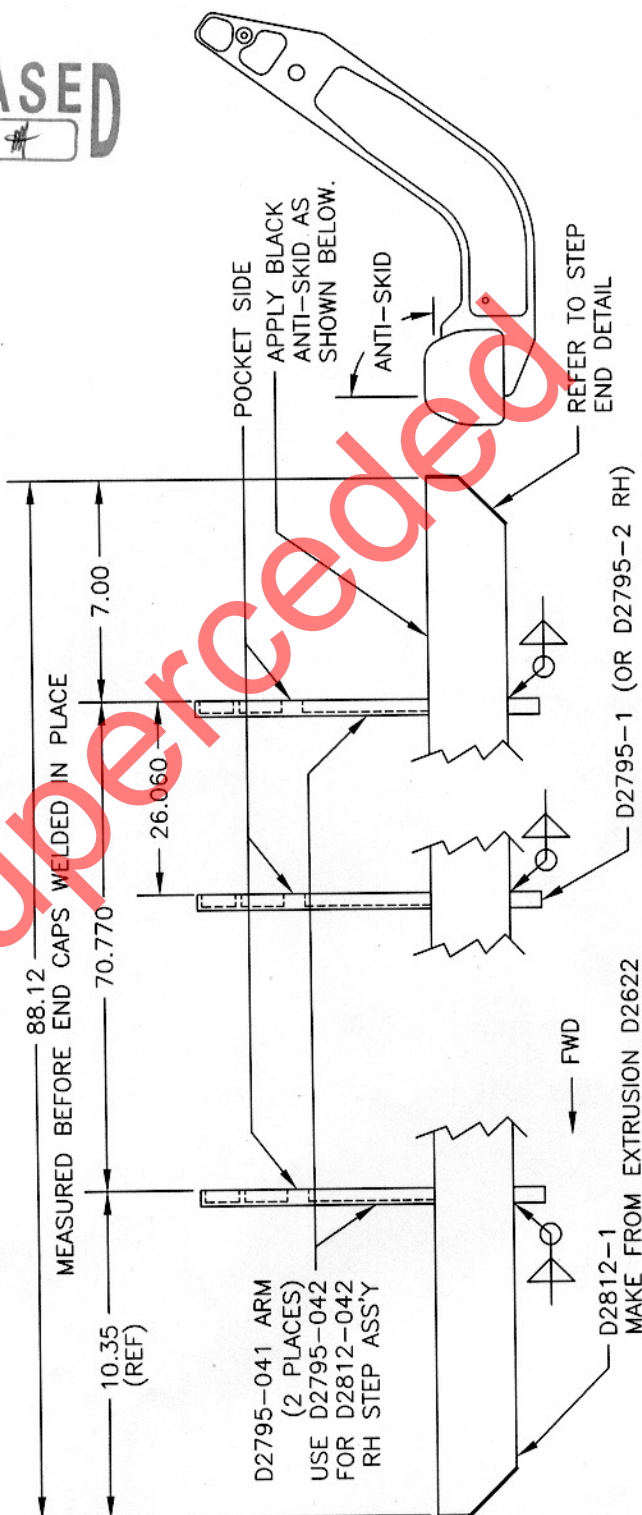 ASED
88.12
MEASURED BEFORE END CAPS WELDED IN PLACE
10.35
(REF)
70.770
7.00
26.060
POCKET SIDE
APPLY BLACK
ANTI-SKID AS
SHOWN BELOW.
ANTI-SKID
D2795-041 ARM
(2 PLACES)
USE D2795-042
FOR D2812-042
RH STEP ASS'Y
REFER TO STEP
END DETAIL
FWD
D2795-1 (OR D2795-2 RH)
D2812-1
MAKE FROM EXTRUSION D2622
uperceded